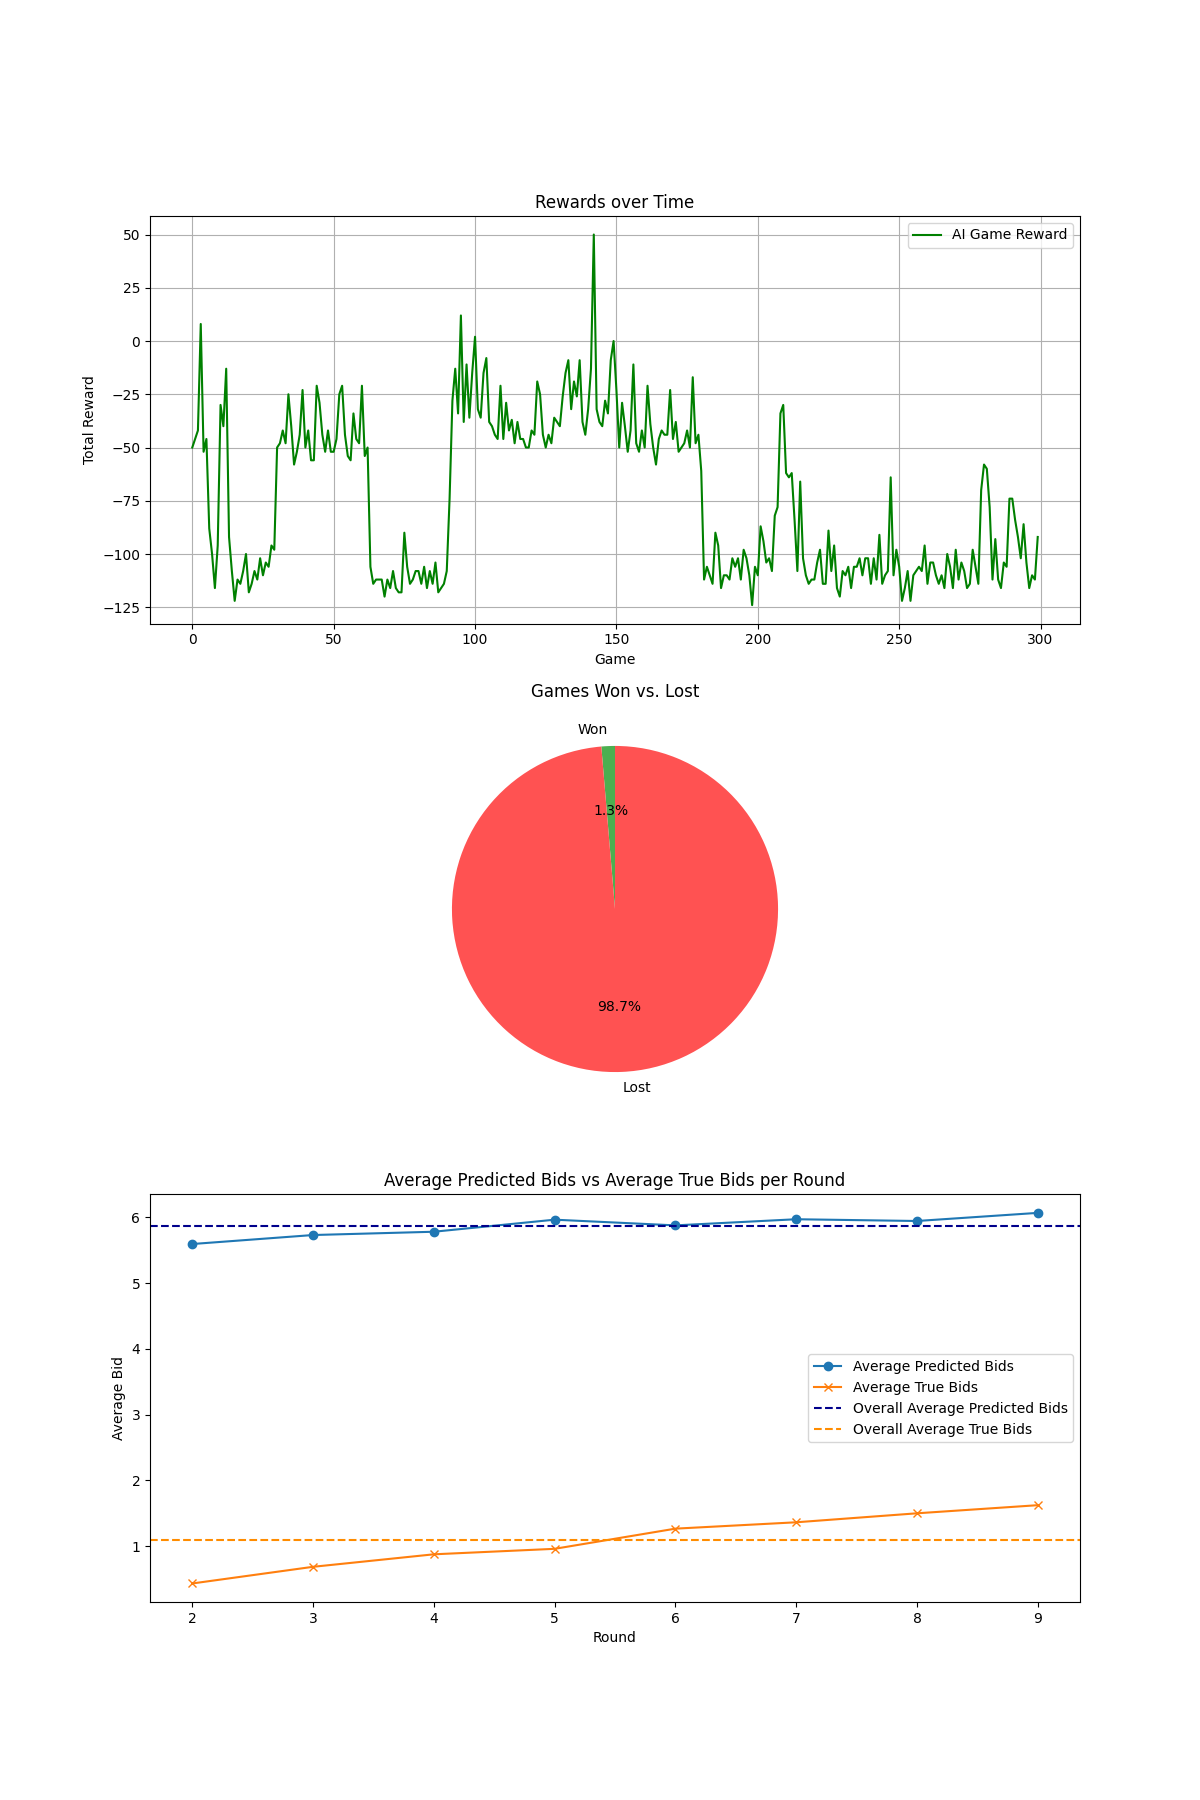 Rewards over Time
AI Game Reward
50
25
0
−25
−50
−75
−100
−125
Total Reward
0 50 100 150 200 250 300
Game
Games Won vs. Lost
Won
1.3%
98.7%
Lost
Average Predicted Bids vs Average True Bids per Round
6
5
4
3
2
1
Average Bid
Average Predicted Bids
Average True Bids
Overall Average Predicted Bids
Overall Average True Bids
2 3 4 5 6 7 8 9
Round